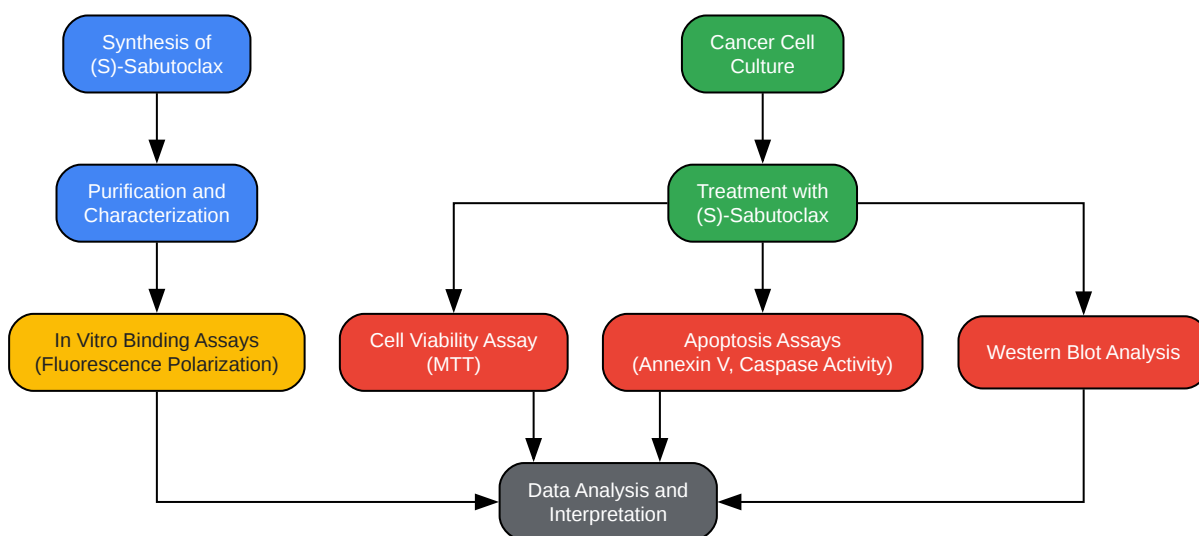 Synthesis of
(S)-Sabutoclax
Cancer Cell
Culture
Purification and
Characterization
Treatment with
(S)-Sabutoclax
In Vitro Binding Assays
(Fluorescence Polarization)
Cell Viability Assay
(MTT)
Apoptosis Assays
(Annexin V, Caspase Activity)
Western Blot Analysis
Data Analysis and
Interpretation